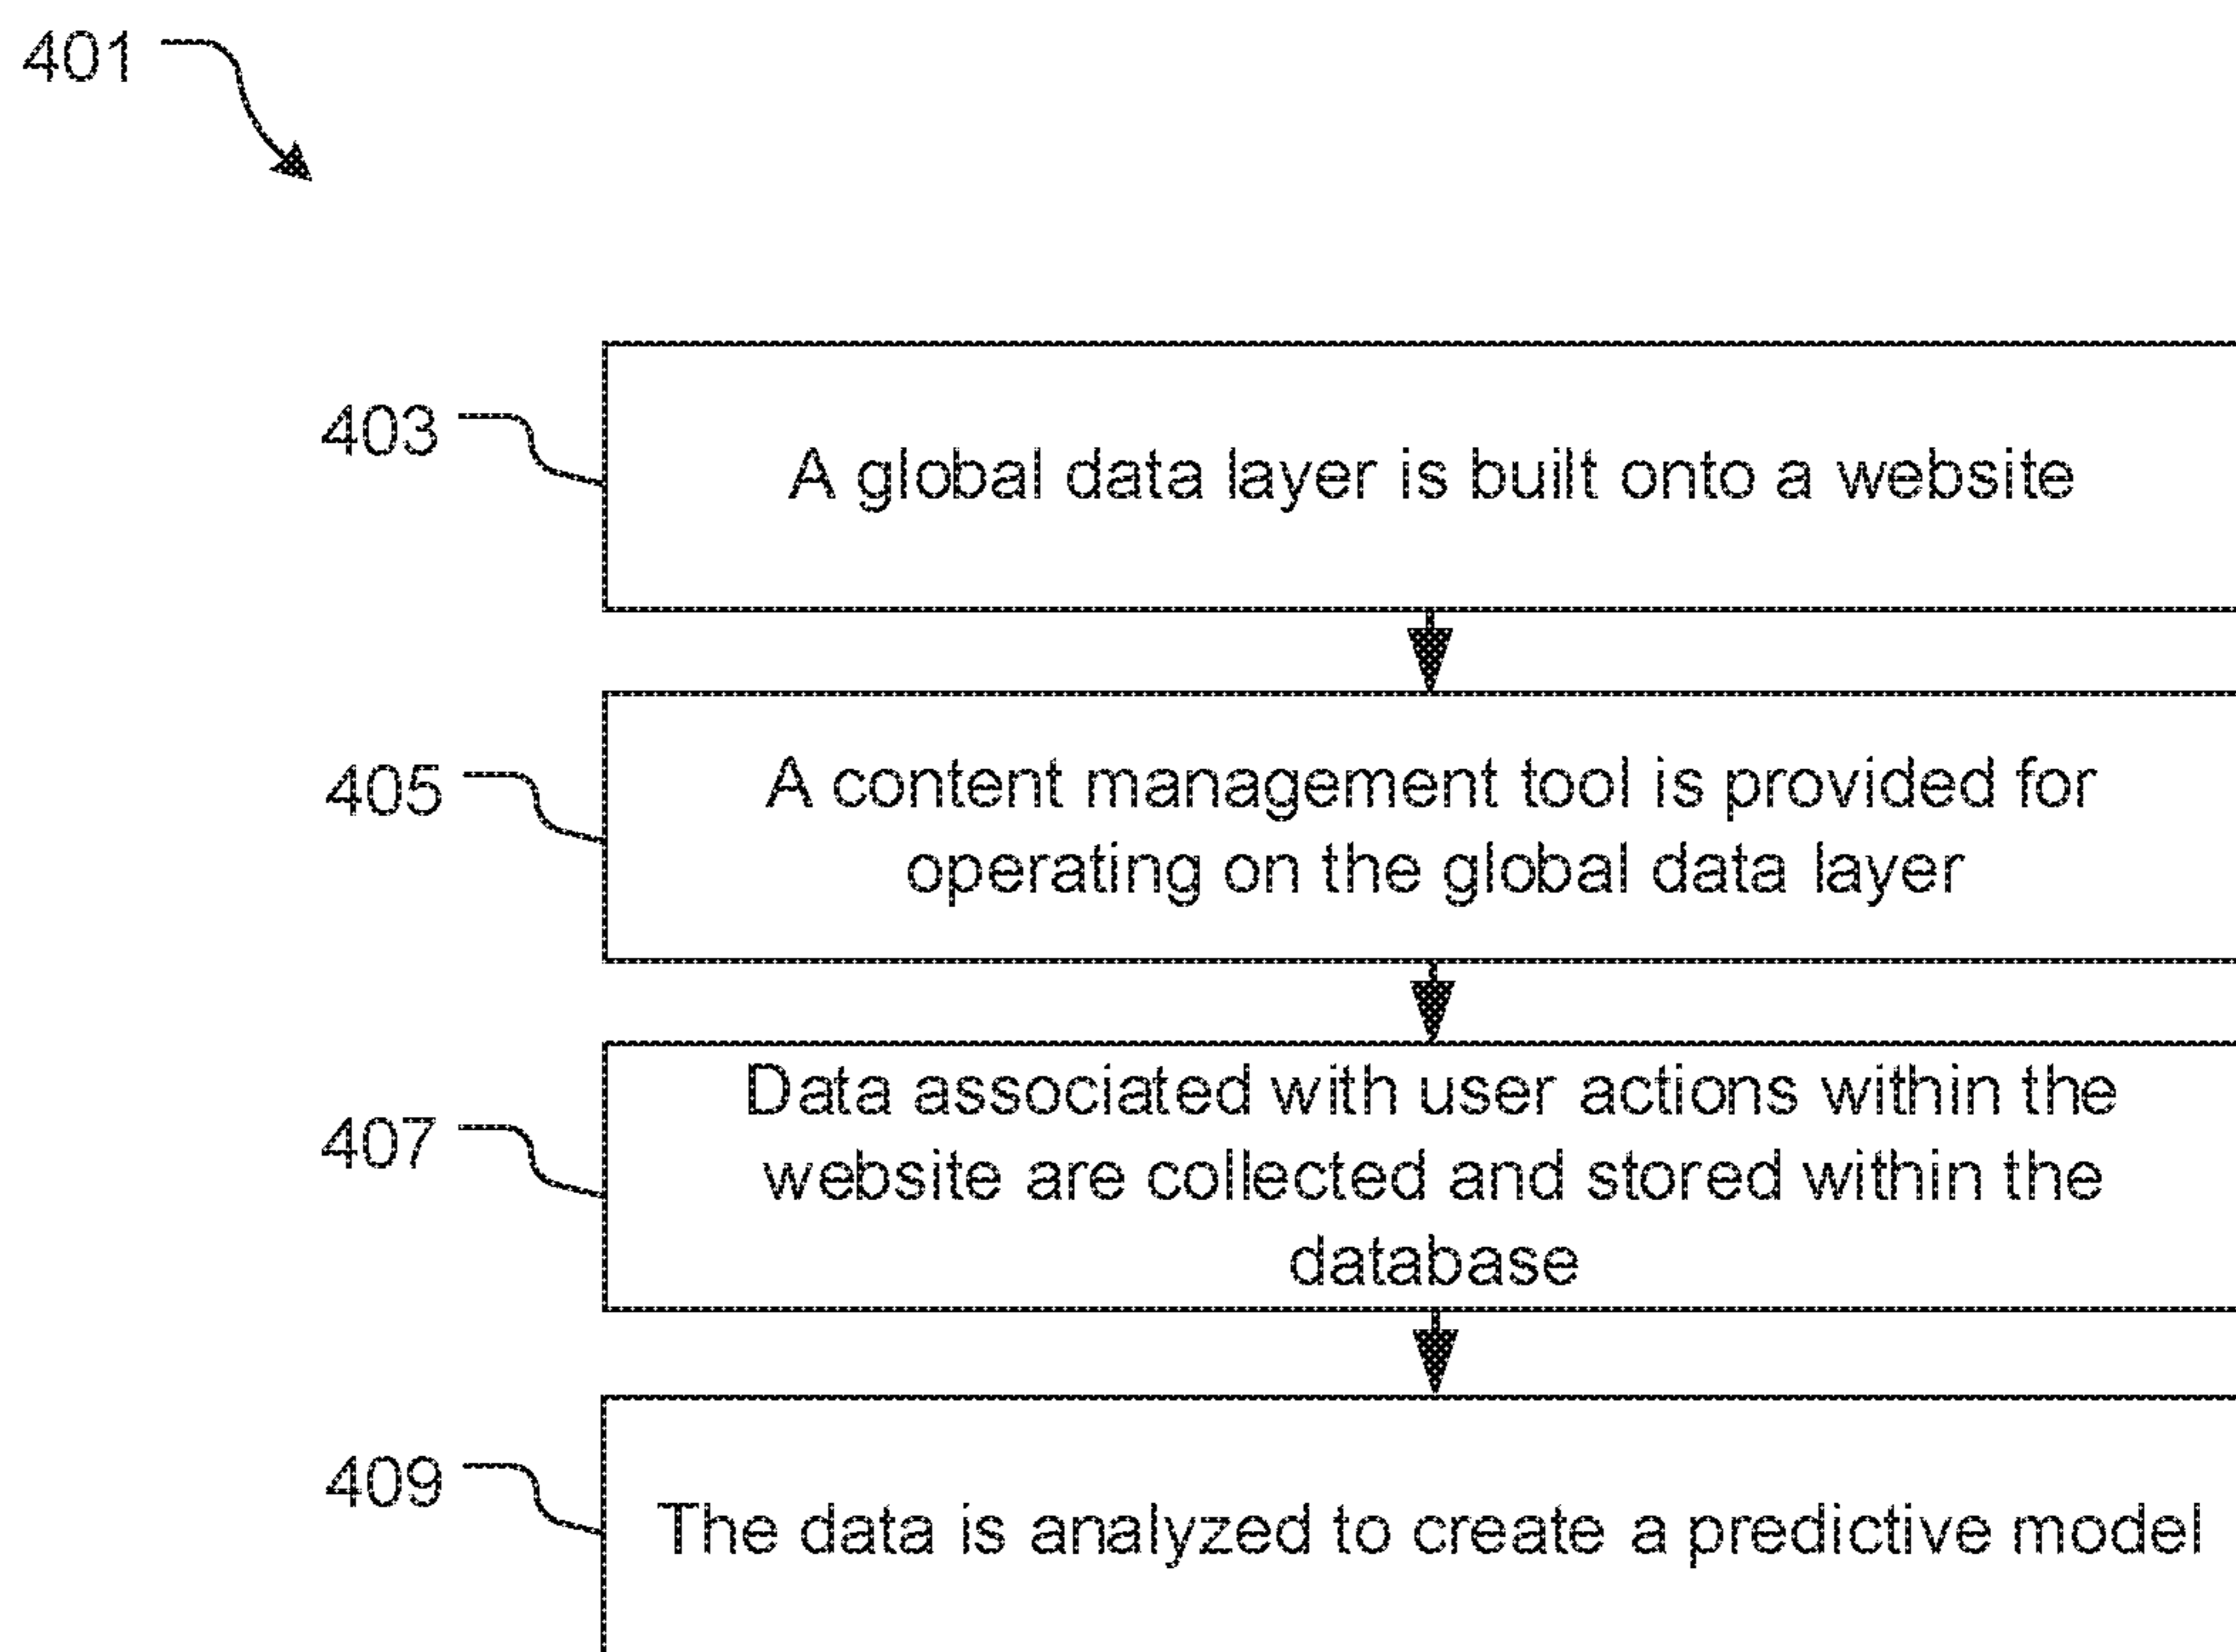 401
403
A global data layer is built onto a website
405
A content management tool is provided for
operating on the global data layer
407
Data associated with user actions within the
website are collected and stored within the
database
409
The data is analyzed to create a predictive model